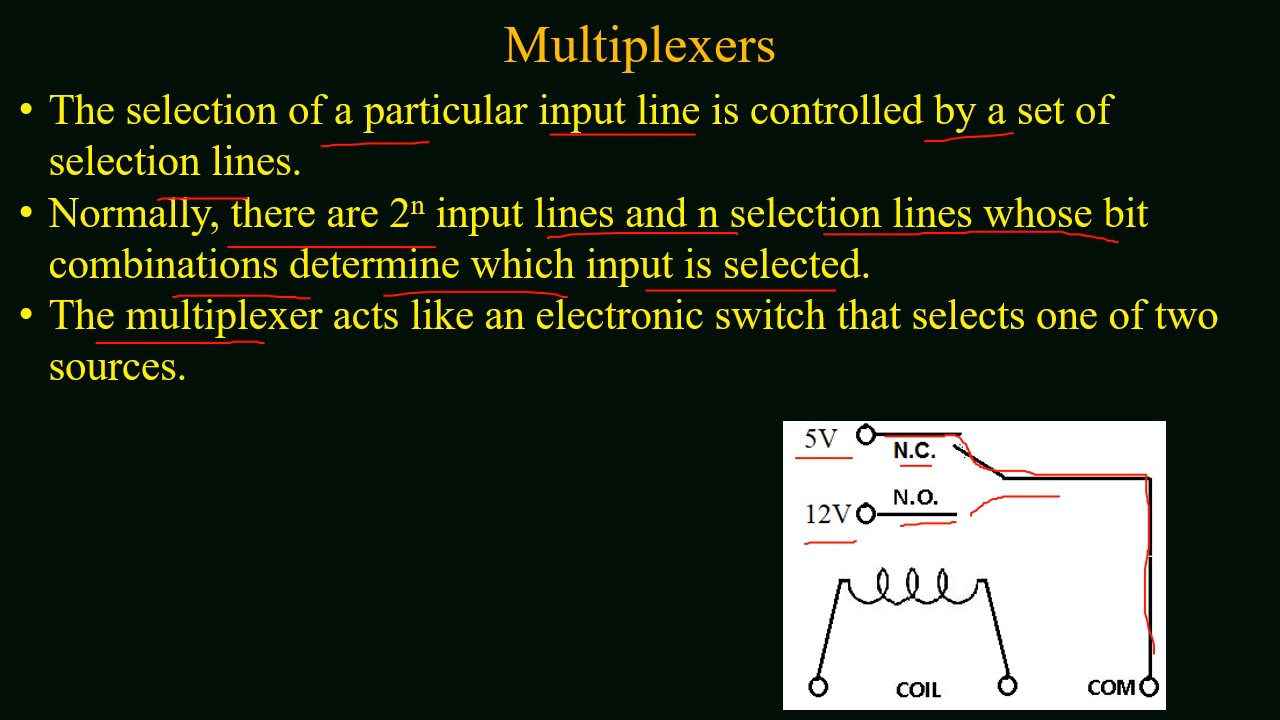 Multiplexers
• The selection of a particular input line is controlled by a set of
selection lines.
• Normally, there are 2ⁿ input lines and n selection lines whose bit
combinations determine which input is selected.
• The multiplexer acts like an electronic switch that selects one of two
sources.
5V
N.C.
N.O.
12V
COIL
COM